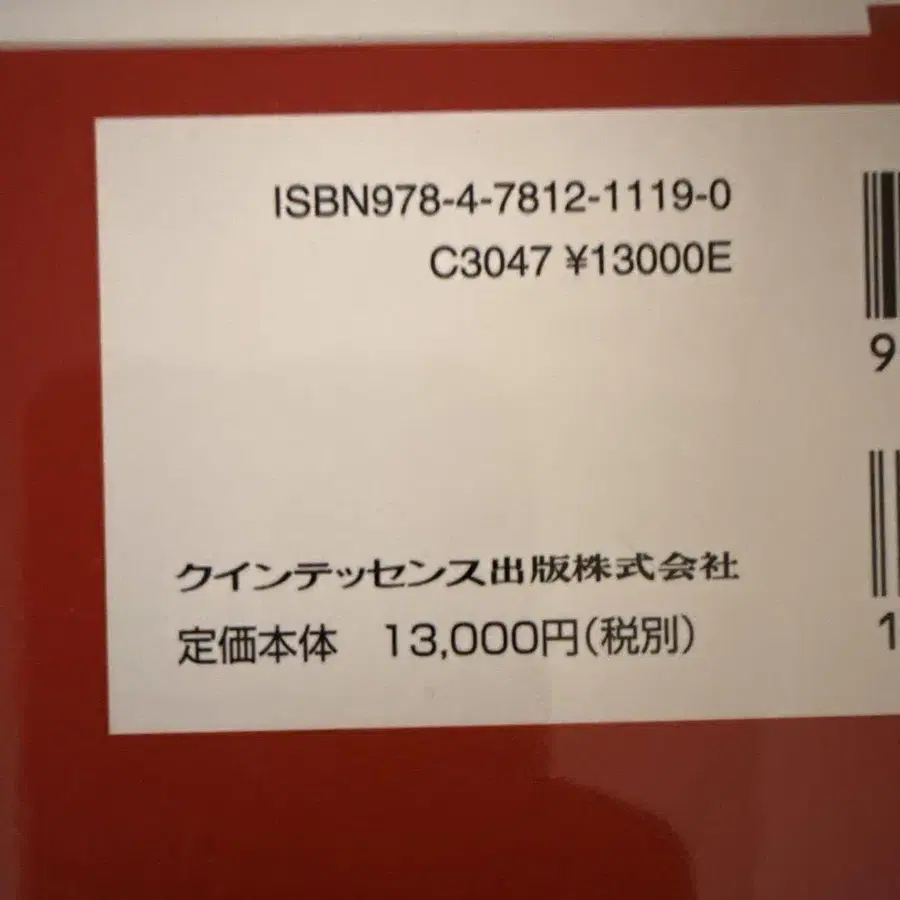 ISBN978-4-7812-1119-0
C3047 ¥13000E
9
クインテッセンス出版株式会社
定価本体 13,000円(税別)
1